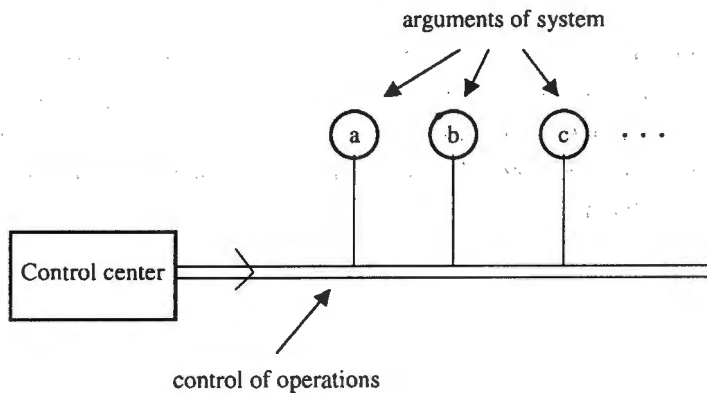 arguments of system
a b c . . .
Control center
control of operations